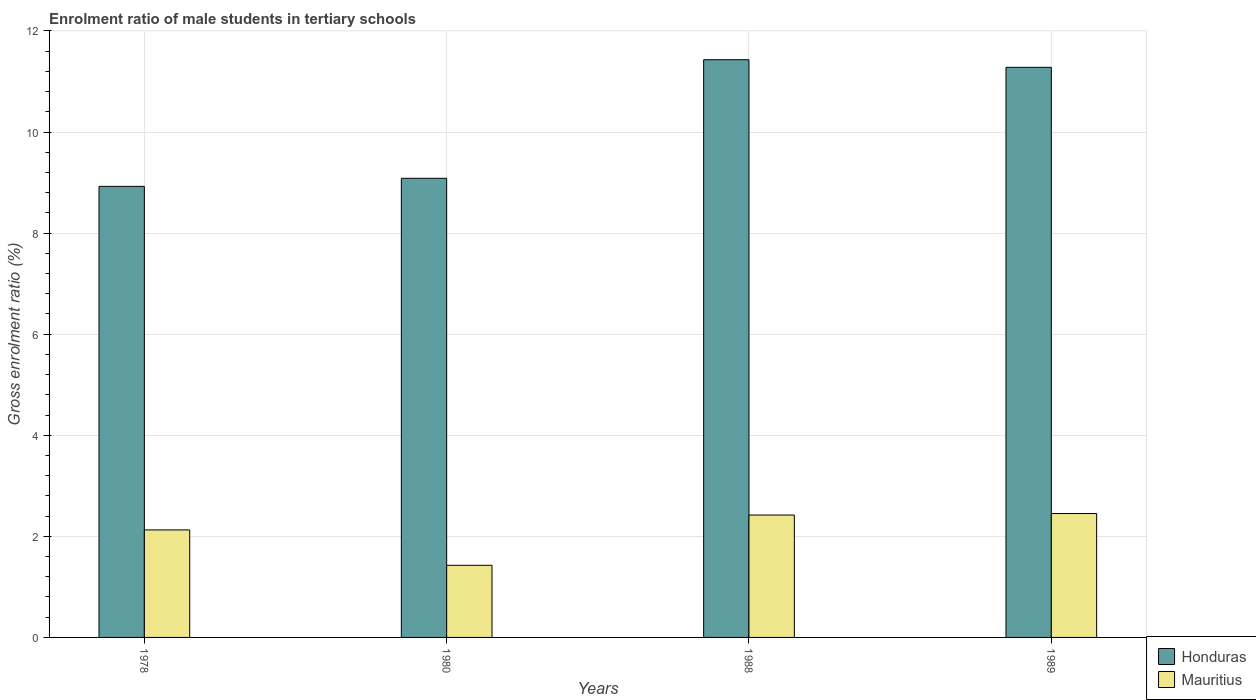 Enrolment ratio of male students in tertiary schools
12
10
8
6
4
2
0
Gross enrolment ratio (%)
1978
1980
1988
1989
Years
Honduras
Mauritius